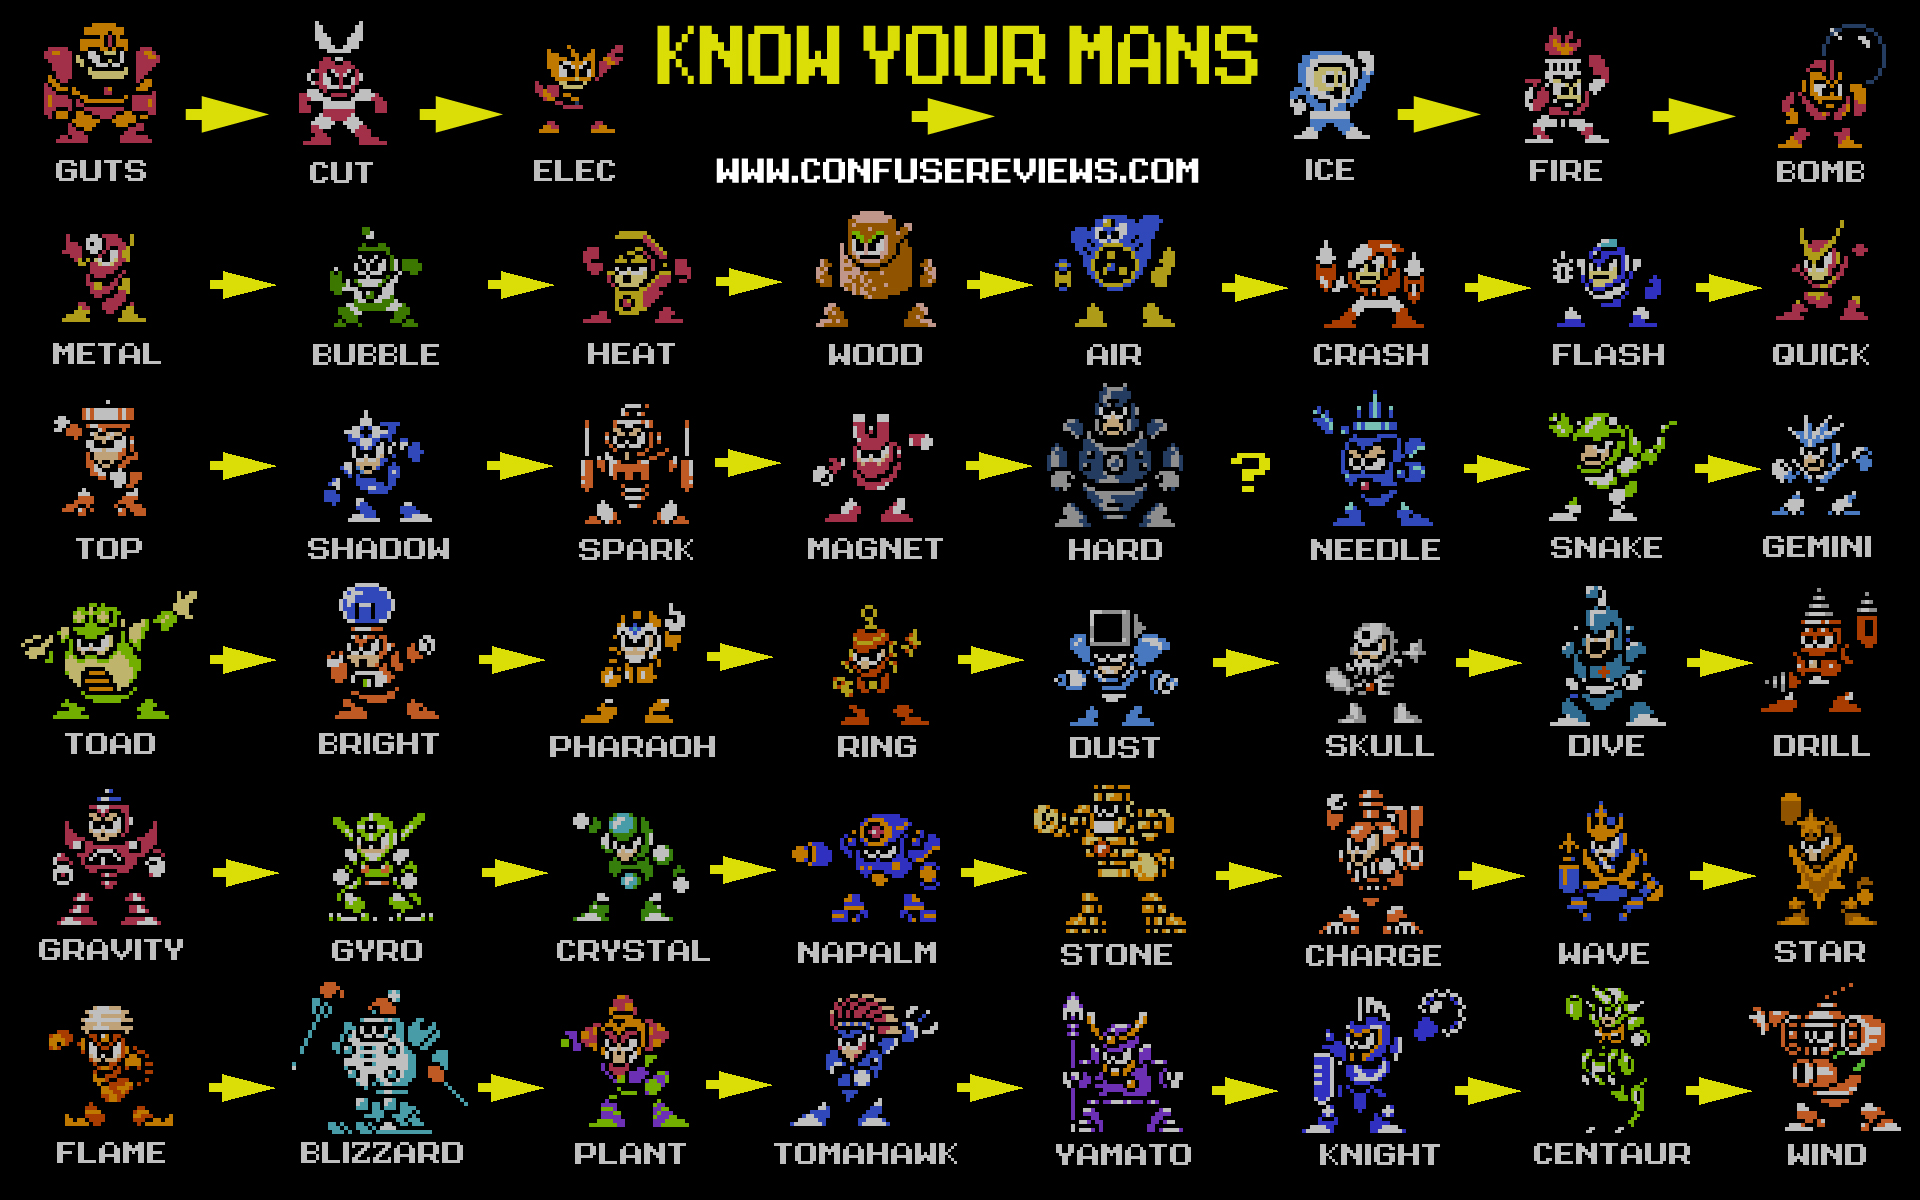 KNOW YOUR MANS
GUTS CUT ELEC WWW.CONFUSEREVIEWS.COM ICE FIRE BOMB
METAL BUBBLE HEAT WOOD AIR CRASH FLASH QUICK
?
TOP SHADOW SPARK MAGNET HARD NEEDLE SNAKE GEMINI
TOAD BRIGHT PHARAOH RING DUST SKULL DIVE DRILL
GRAVITY GYRO CRYSTAL NAPALM STONE CHARGE WAVE STAR
FLAME BLIZZARD PLANT TOMAHAWK YAMATO KNIGHT CENTAUR WIND